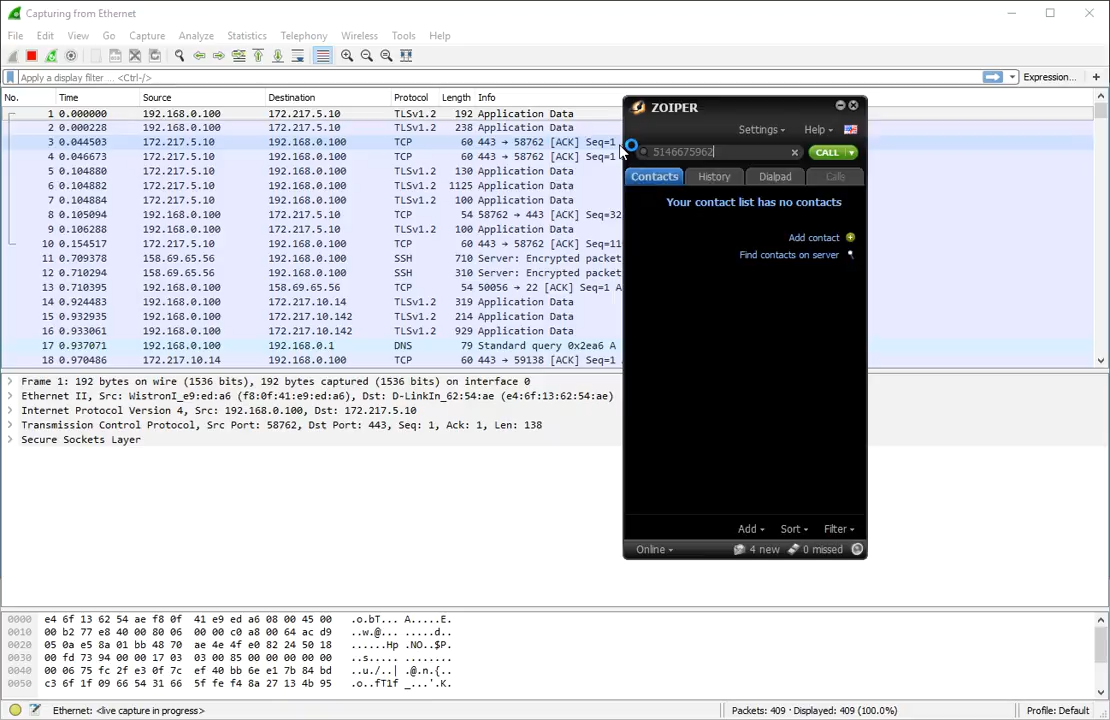 Capturing from Ethernet
File Edit View Go Capture Analyze Statistics Telephony Wireless Tools Help
Apply a display filter ... <Ctrl-/> Expression... +
No. Time Source Destination Protocol Length Info
1 0.000000 192.168.0.100 172.217.5.10 TLSv1.2 192 Application Data
2 0.000228 192.168.0.100 172.217.5.10 TLSv1.2 238 Application Data
3 0.044503 172.217.5.10 192.168.0.100 TCP 60 443 → 58762 [ACK] Seq=1
4 0.046673 172.217.5.10 192.168.0.100 TCP 60 443 → 58762 [ACK] Seq=1
5 0.104880 172.217.5.10 192.168.0.100 TLSv1.2 130 Application Data
6 0.104882 172.217.5.10 192.168.0.100 TLSv1.2 1125 Application Data
7 0.104884 172.217.5.10 192.168.0.100 TLSv1.2 100 Application Data
8 0.105094 192.168.0.100 172.217.5.10 TCP 54 58762 → 443 [ACK] Seq=32
9 0.106288 192.168.0.100 172.217.5.10 TLSv1.2 100 Application Data
10 0.154517 172.217.5.10 192.168.0.100 TCP 60 443 → 58762 [ACK] Seq=11
11 0.709378 158.69.65.56 192.168.0.100 SSH 710 Server: Encrypted packet
12 0.710294 158.69.65.56 192.168.0.100 SSH 310 Server: Encrypted packet
13 0.710395 192.168.0.100 158.69.65.56 TCP 54 50056 → 22 [ACK] Seq=1 A
14 0.924483 192.168.0.100 172.217.10.14 TLSv1.2 319 Application Data
15 0.932935 192.168.0.100 172.217.10.142 TLSv1.2 214 Application Data
16 0.933061 192.168.0.100 172.217.10.142 TLSv1.2 929 Application Data
17 0.937071 192.168.0.100 192.168.0.1 DNS 79 Standard query 0x2ea6 A
18 0.970486 172.217.10.14 192.168.0.100 TCP 60 443 → 59138 [ACK] Seq=1
Frame 1: 192 bytes on wire (1536 bits), 192 bytes captured (1536 bits) on interface 0
Ethernet II, Src: WistronI_e9:ed:a6 (f8:0f:41:e9:ed:a6), Dst: D-LinkIn_62:54:ae (e4:6f:13:62:54:ae)
Internet Protocol Version 4, Src: 192.168.0.100, Dst: 172.217.5.10
Transmission Control Protocol, Src Port: 58762, Dst Port: 443, Seq: 1, Ack: 1, Len: 138
Secure Sockets Layer
ZOIPER
Settings Help
5146675962 CALL
Contacts History Dialpad Calls
Your contact list has no contacts
Add contact
Find contacts on server
Add Sort Filter
Online 4 new 0 missed
0000 e4 6f 13 62 54 ae f8 0f 41 e9 ed a6 08 00 45 00 .o.bT... A.....E.
0010 00 b2 77 e8 40 00 80 06 00 00 c0 a8 00 64 ac d9 ..w.@... .....d..
0020 05 0a e5 8a 01 bb 48 70 ae 4e 4f e0 82 24 50 18 ......Hp .NO..$P.
0030 00 fd 73 94 00 00 17 03 03 00 85 00 00 00 00 00 ..s..... ........
0040 00 06 75 fc 2f e3 0f 7c ef 40 bb 6e e1 7b 84 bd ..u./..| .@.n.{..
0050 c3 6f 1f 09 66 54 31 66 5f fe f4 8a 27 13 4b 95 .o..fT1f _...'.K.
Ethernet: <live capture in progress> Packets: 409 · Displayed: 409 (100.0%) Profile: Default